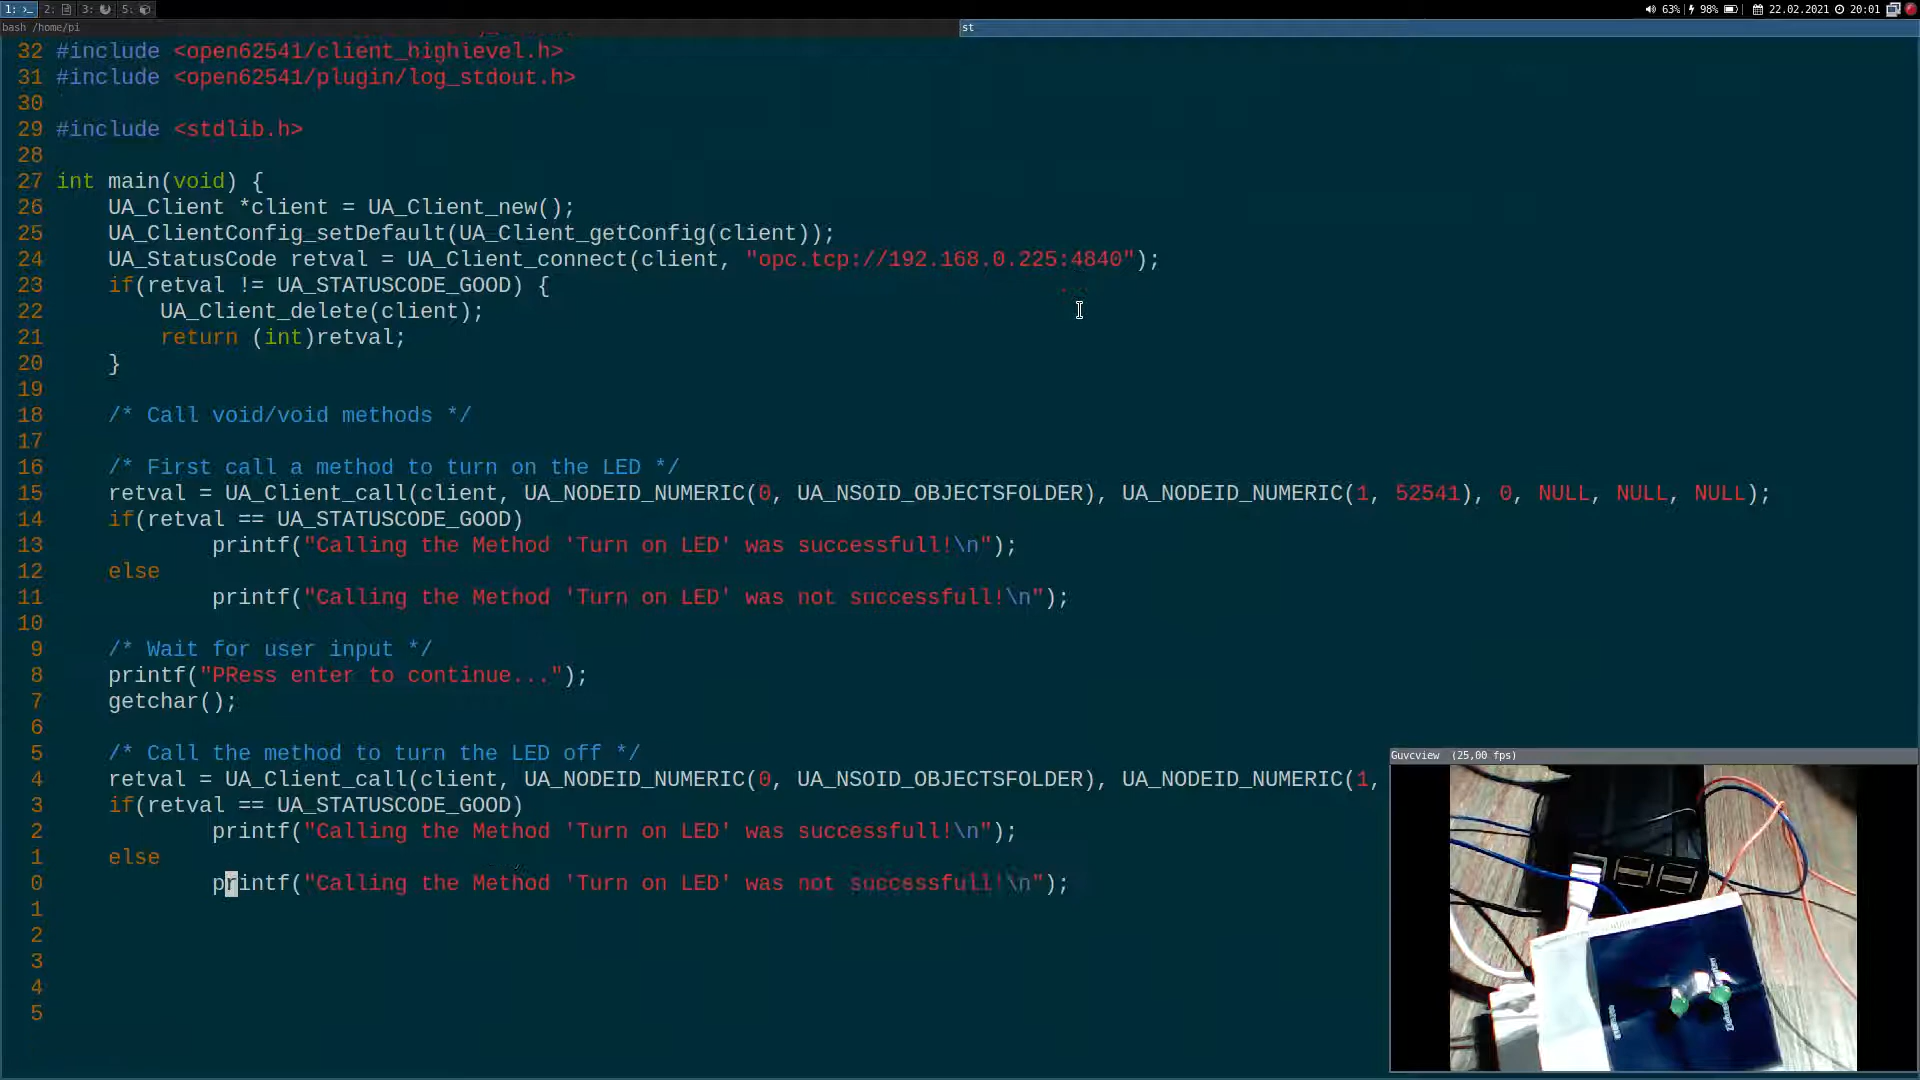 1: 2: 3: 5: 63% 98% 22.02.2021 20:01
bash /home/pi st
32 #include <open62541/client_highlevel.h>
31 #include <open62541/plugin/log_stdout.h>
30
29 #include <stdlib.h>
28
27 int main(void) {
26 UA_Client *client = UA_Client_new();
25 UA_ClientConfig_setDefault(UA_Client_getConfig(client));
24 UA_StatusCode retval = UA_Client_connect(client, "opc.tcp://192.168.0.225:4840");
23 if(retval != UA_STATUSCODE_GOOD) {
22 UA_Client_delete(client);
21 return (int)retval;
20 }
19
18 /* Call void/void methods */
17
16 /* First call a method to turn on the LED */
15 retval = UA_Client_call(client, UA_NODEID_NUMERIC(0, UA_NSOID_OBJECTSFOLDER), UA_NODEID_NUMERIC(1, 52541), 0, NULL, NULL, NULL);
14 if(retval == UA_STATUSCODE_GOOD)
13 printf("Calling the Method 'Turn on LED' was successfull!\n");
12 else
11 printf("Calling the Method 'Turn on LED' was not successfull!\n");
10
9 /* Wait for user input */
8 printf("PRess enter to continue...");
7 getchar();
6
5 /* Call the method to turn the LED off */
4 retval = UA_Client_call(client, UA_NODEID_NUMERIC(0, UA_NSOID_OBJECTSFOLDER), UA_NODEID_NUMERIC(1,
3 if(retval == UA_STATUSCODE_GOOD)
2 printf("Calling the Method 'Turn on LED' was successfull!\n");
1 else
0 printf("Calling the Method 'Turn on LED' was not successfull!\n");
1
2
3
4
5
Guvcview (25,00 fps)